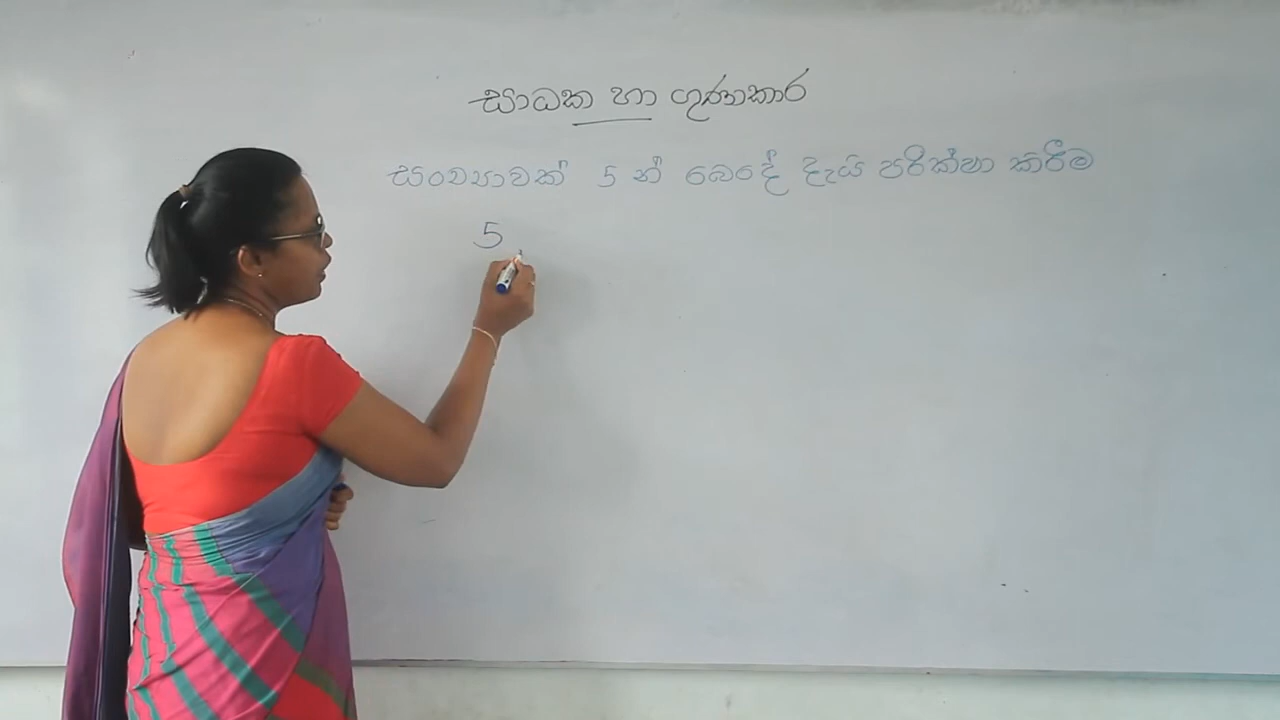 සාධක හා ගුණාකාර
සංඛ්‍යාවක් 5 න් බෙදේ දැයි පරීක්ෂා කිරීම
5